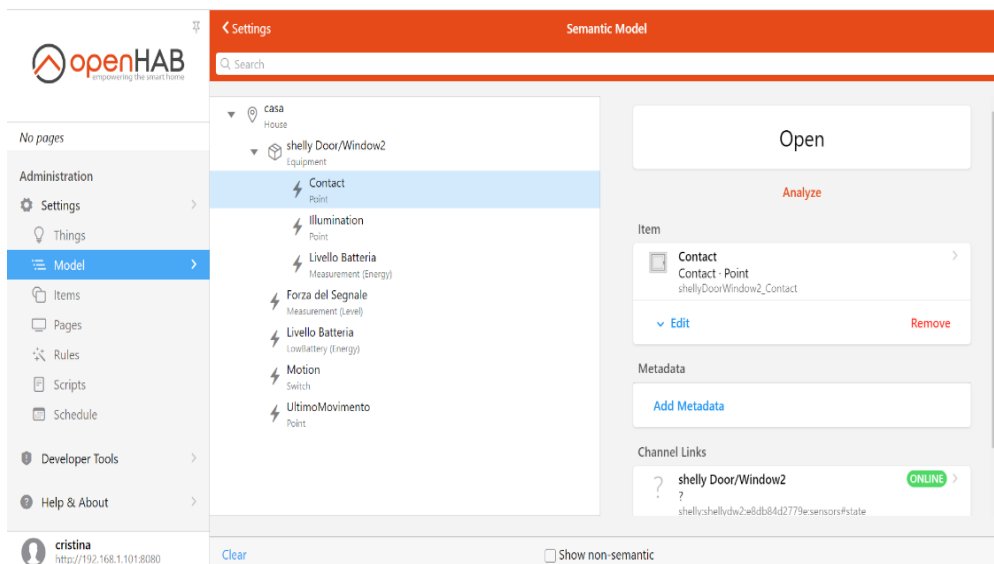 openHAB
empowering the smart home
No pages
Administration
Settings
Things
Model
Items
Pages
Rules
Scripts
Schedule
Developer Tools
Help & About
cristina
http://192.168.1.101:8080
Settings
Semantic Model
Search
casa
House
shelly Door/Window2
Equipment
Contact
Point
Illumination
Point
Livello Batteria
Measurement (Energy)
Forza del Segnale
Measurement (Level)
Livello Batteria
LowBattery (Energy)
Motion
Switch
UltimoMovimento
Point
Clear
Show non-semantic
Open
Analyze
Item
Contact
Contact · Point
shellyDoorWindow2_Contact
Edit
Remove
Metadata
Add Metadata
Channel Links
shelly Door/Window2
ONLINE
?
?
shelly:shellydw2:e8db84d2779e:sensors#state